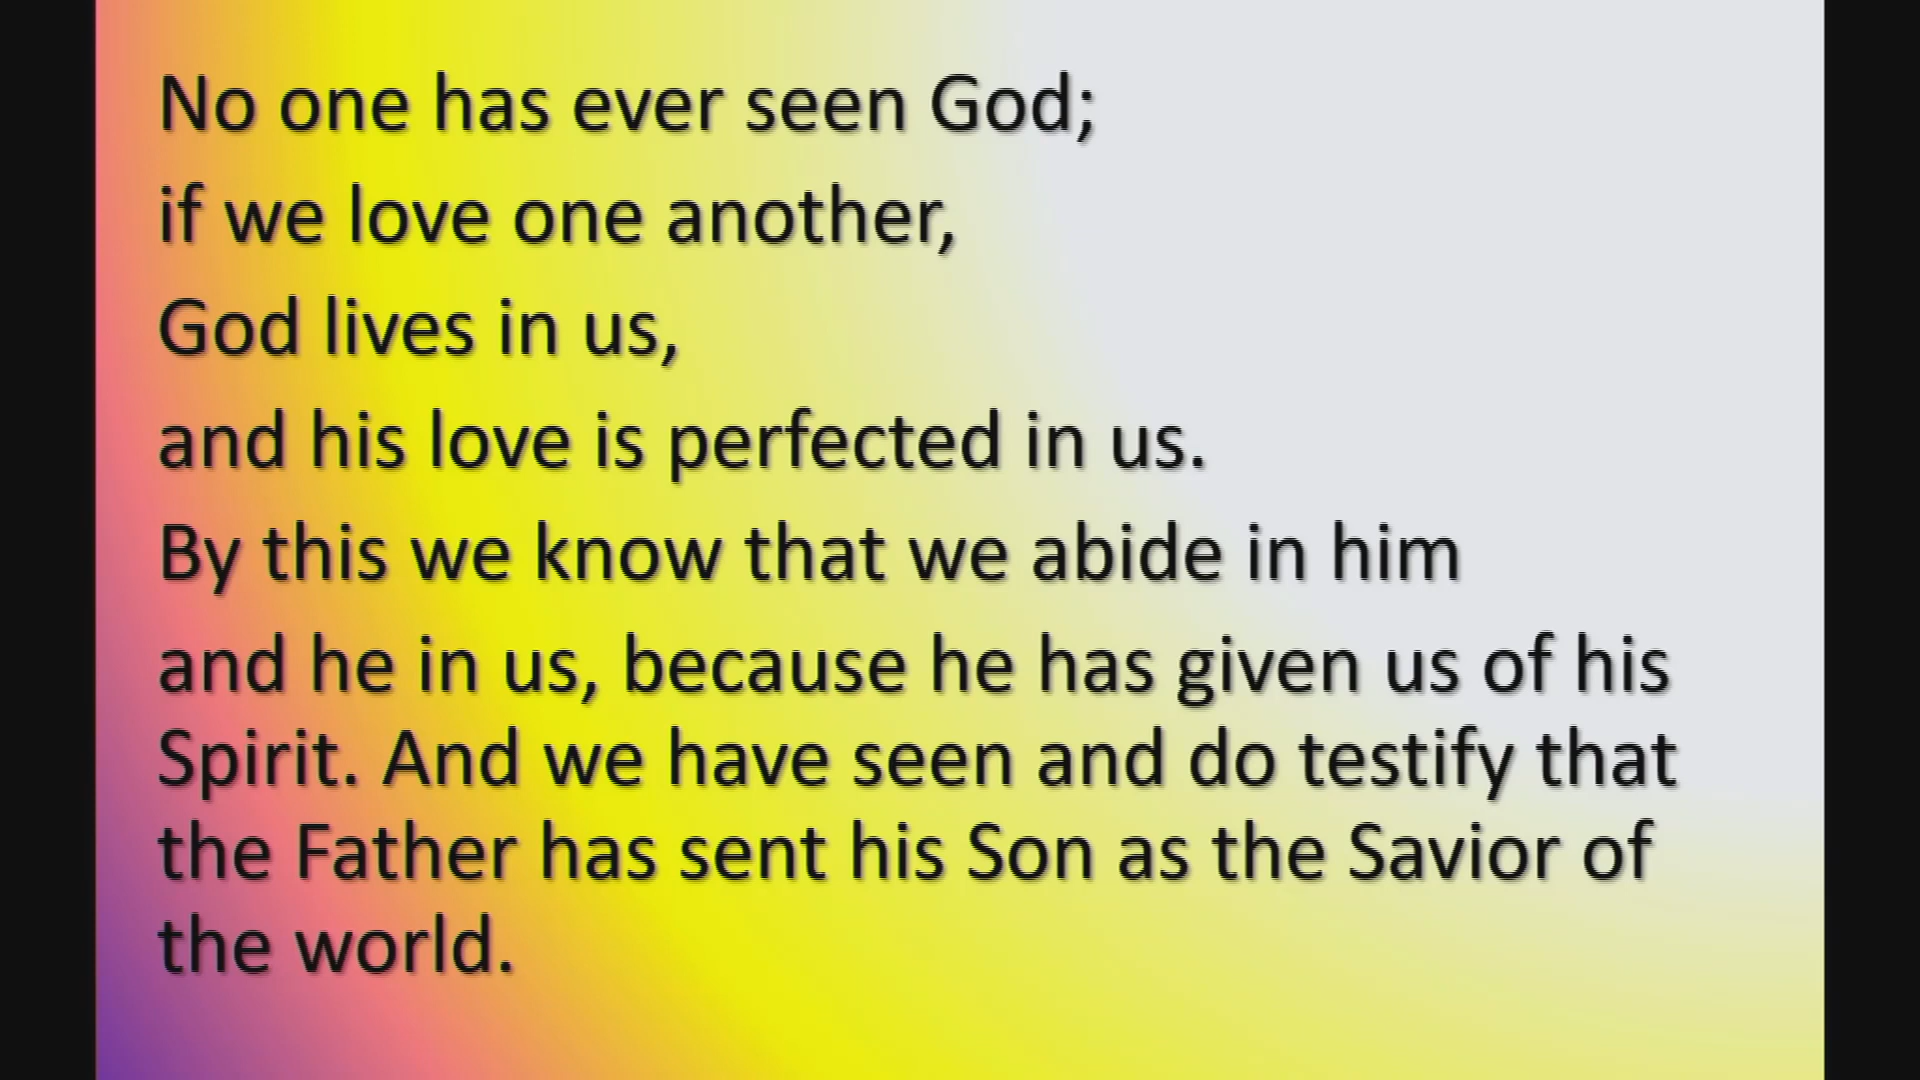 No one has ever seen God;
if we love one another,
God lives in us,
and his love is perfected in us.
By this we know that we abide in him
and he in us, because he has given us of his
Spirit. And we have seen and do testify that
the Father has sent his Son as the Savior of
the world.